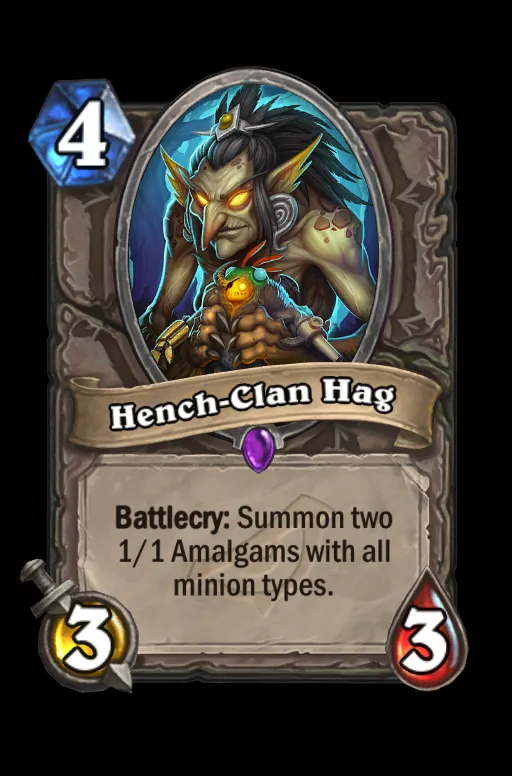 4
Hench-Clan Hag
Battlecry: Summon two
1/1 Amalgams with all
minion types.
3
3